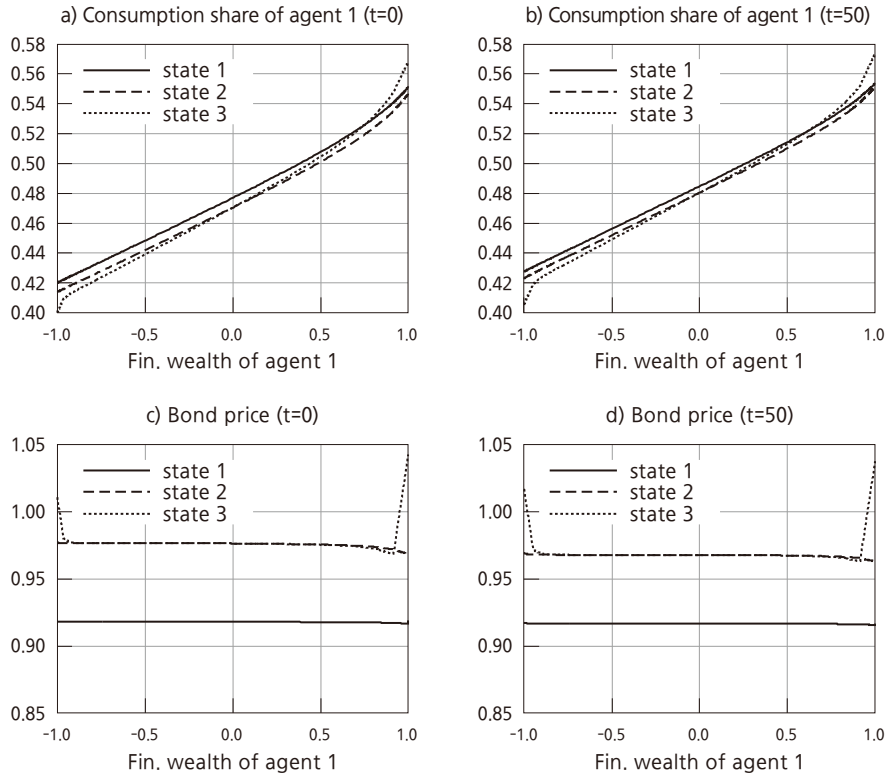 a) Consumption share of agent 1 (t=0)
0.58
0.56
0.54
0.52
0.50
0.48
0.46
0.44
0.42
0.40
state 1
state 2
state 3
-1.0 -0.5 0.0 0.5 1.0
Fin. wealth of agent 1
b) Consumption share of agent 1 (t=50)
0.58
0.56
0.54
0.52
0.50
0.48
0.46
0.44
0.42
0.40
state 1
state 2
state 3
-1.0 -0.5 0.0 0.5 1.0
Fin. wealth of agent 1
c) Bond price (t=0)
1.05
1.00
0.95
0.90
0.85
state 1
state 2
state 3
-1.0 -0.5 0.0 0.5 1.0
Fin. wealth of agent 1
d) Bond price (t=50)
1.05
1.00
0.95
0.90
0.85
state 1
state 2
state 3
-1.0 -0.5 0.0 0.5 1.0
Fin. wealth of agent 1